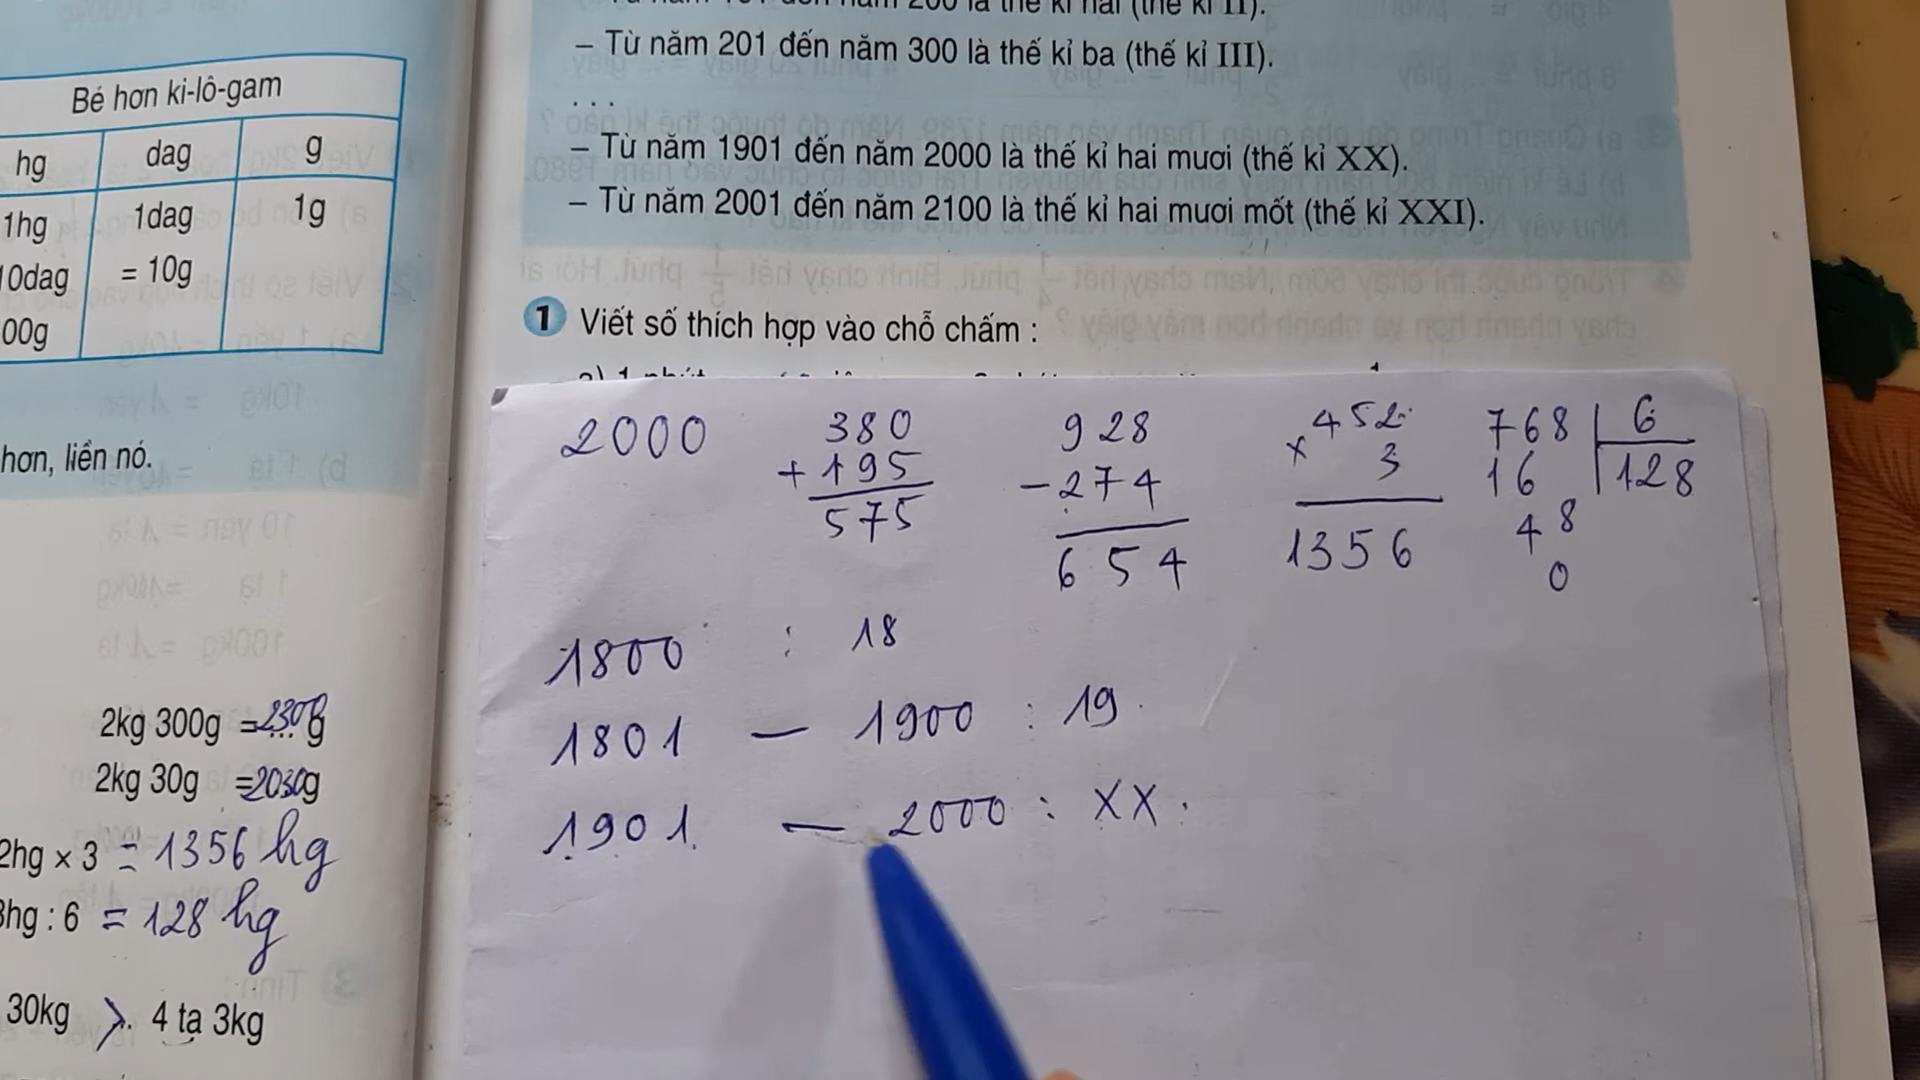 Bé hơn ki-lô-gam
hg dag g
1hg 1dag 1g
10dag = 10g
00g
hơn, liền nó.
2kg 300g = 2300g
2kg 30g = 2030g
2hg × 3 = 1356 hg
8hg : 6 = 128 hg
30kg > 4 tạ 3kg
– Từ năm 201 đến năm 300 là thế kỉ ba (thế kỉ III).
. . .
– Từ năm 1901 đến năm 2000 là thế kỉ hai mươi (thế kỉ XX).
– Từ năm 2001 đến năm 2100 là thế kỉ hai mươi mốt (thế kỉ XXI).
1 Viết số thích hợp vào chỗ chấm :
2000
380
+ 195
575
928
- 274
654
452
× 3
1356
768 6
16 128
48
0
1800 : 18
1801 — 1900 : 19
1901 — 2000 : XX.